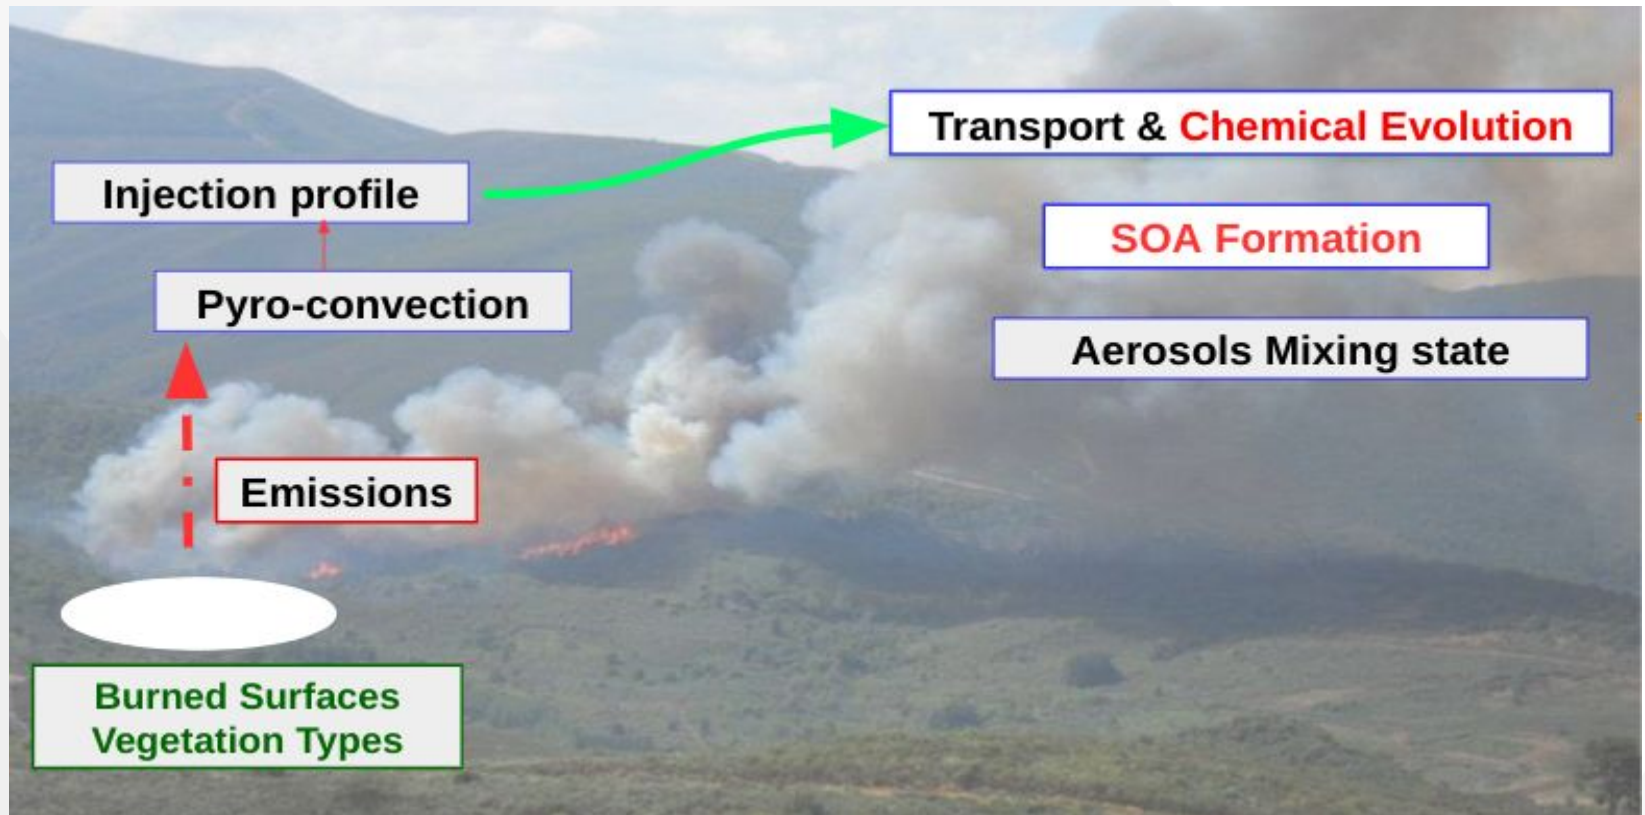 Transport & Chemical Evolution
Injection profile
SOA Formation
Pyro-convection
Aerosols Mixing state
Emissions
Burned Surfaces
Vegetation Types